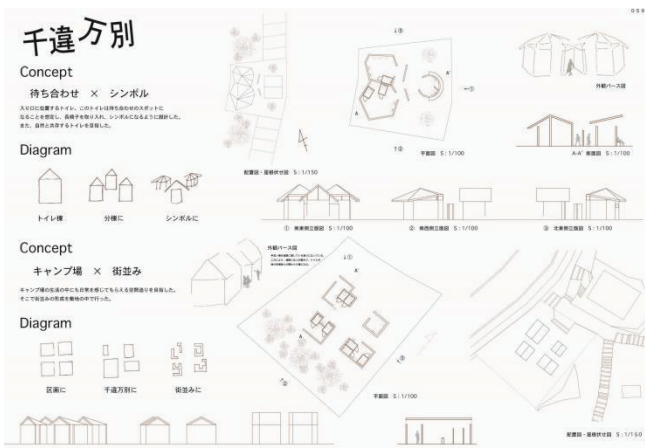 千違万別
Concept
待ち合わせ × シンボル
入り口に位置するトイレ、このトイレは待ち合わせのスポットに
なることを想定し、長椅子を取り入れ、シンボルになるように設計した。
また、自然と共存するトイレを目指した。
Diagram
トイレ棟
分棟に
シンボルに
配置図・屋根伏せ図 S:1/150
平面図 S:1/100
外観パース図
A-A' 断面図 S:1/100
① 南東側立面図 S:1/100
② 南西側立面図 S:1/100
③ 北東側立面図 S:1/100
Concept
キャンプ場 × 街並み
キャンプ場の生活の中にも日常を感じてもらえる空間造りを目指した。
そこで街並みの形成を敷地の中で行った。
Diagram
区画に
千違万別に
街並みに
外観パース図
平面図 S:1/100
配置図・屋根伏せ図 S:1/150